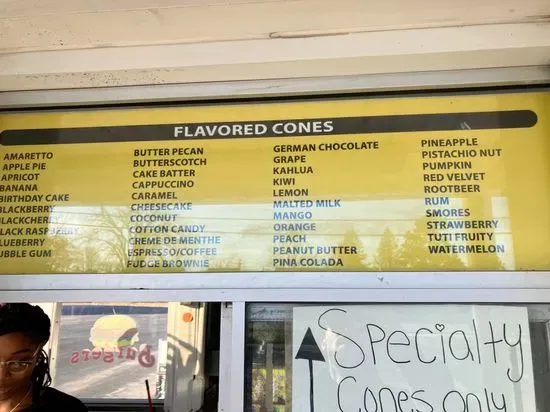 FLAVORED CONES
AMARETTO
APPLE PIE
APRICOT
BANANA
BIRTHDAY CAKE
BLACKBERRY
BLACKCHERRY
LACK RASPBERRY
LUEBERRY
UBBLE GUM
BUTTER PECAN
BUTTERSCOTCH
CAKE BATTER
CAPPUCCINO
CARAMEL
CHEESECAKE
COCONUT
COTTON CANDY
CREME DE MENTHE
ESPRESSO/COFFEE
FUDGE BROWNIE
GERMAN CHOCOLATE
GRAPE
KAHLUA
KIWI
LEMON
MALTED MILK
MANGO
ORANGE
PEACH
PEANUT BUTTER
PINA COLADA
PINEAPPLE
PISTACHIO NUT
PUMPKIN
RED VELVET
ROOTBEER
RUM
SMORES
STRAWBERRY
TUTI FRUITY
WATERMELON
Burgers
Specialty
Cones only